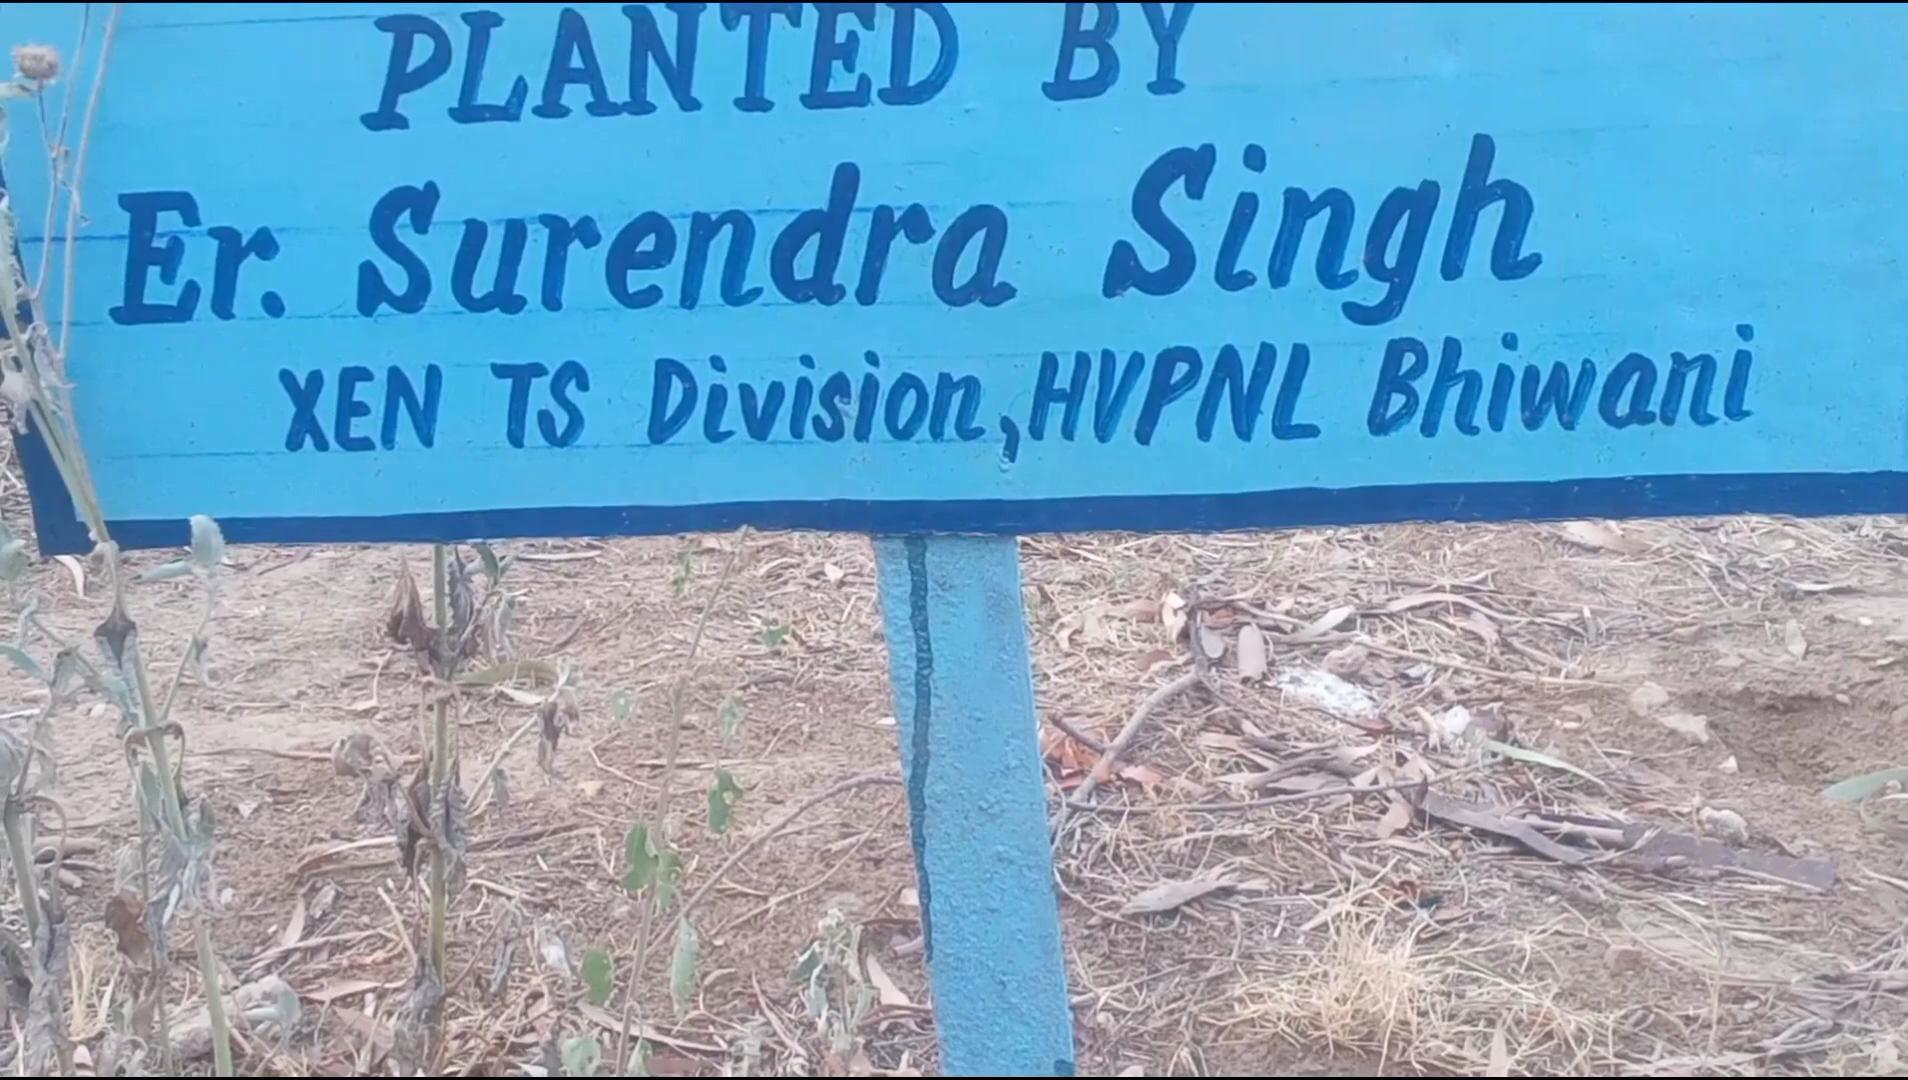 PLANTED BY
Er. Surendra Singh
XEN TS Division, HVPNL Bhiwani